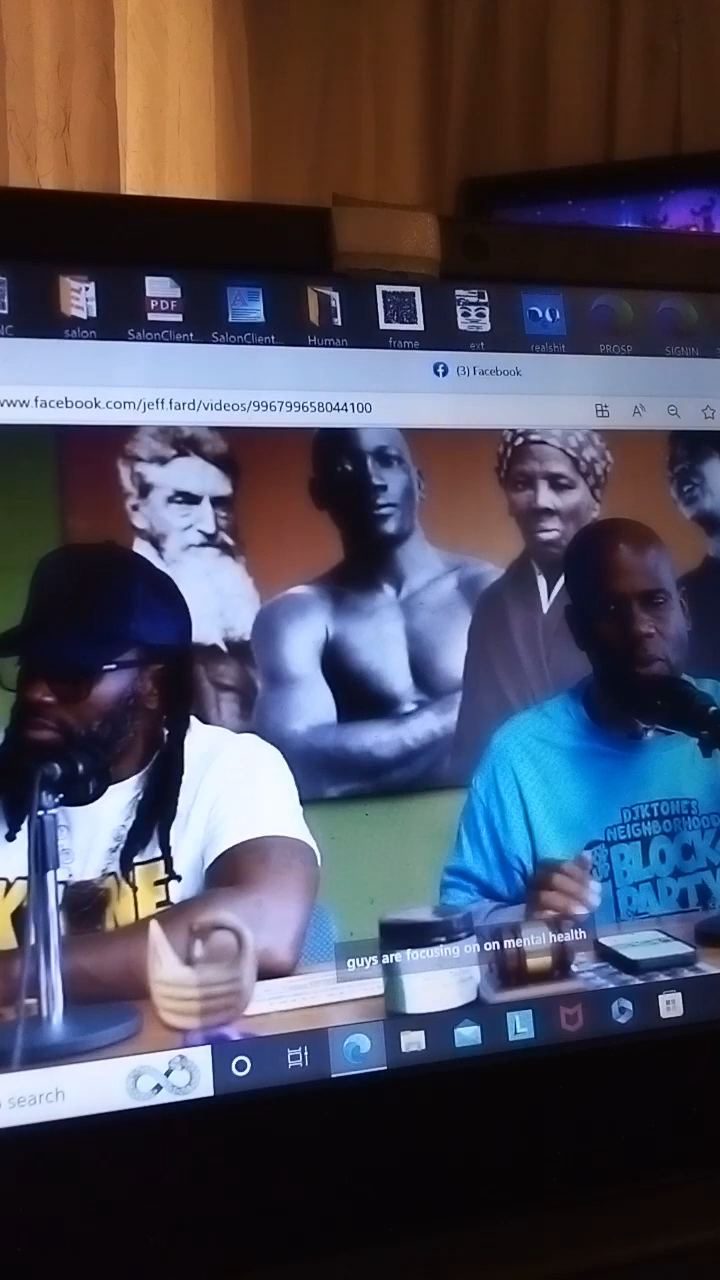 salon
PDF
SalonClient...
SalonClient...
Human
frame
ext
realshit
PROSP
SIGNIN
(3) Facebook
www.facebook.com/jeff.fard/videos/996799658044100
DJKTONE'S
NEIGHBORHOOD
BLOCK
PARTY
guys are focusing on on mental health
search